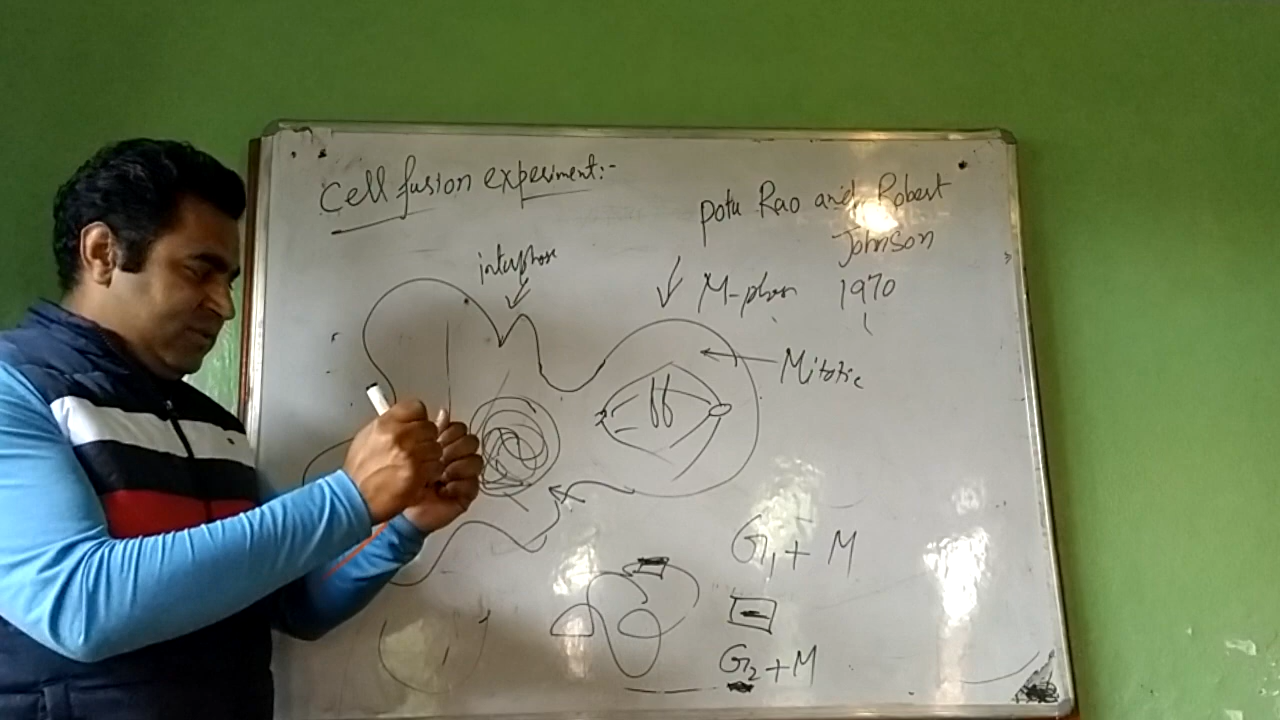 Cell fusion experiment:-
Potu Rao and Robert
Johnson
interphase
M-phase
1970
Mitotic
G1 + M
G2 + M